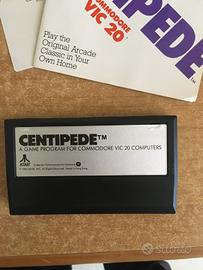 COMMODORE
VIC 20
PEDE
Play the
Original Arcade
Classic in Your
Own Home
CENTIPEDE™
A GAME PROGRAM FOR COMMODORE VIC 20 COMPUTERS
ATARI
Subito